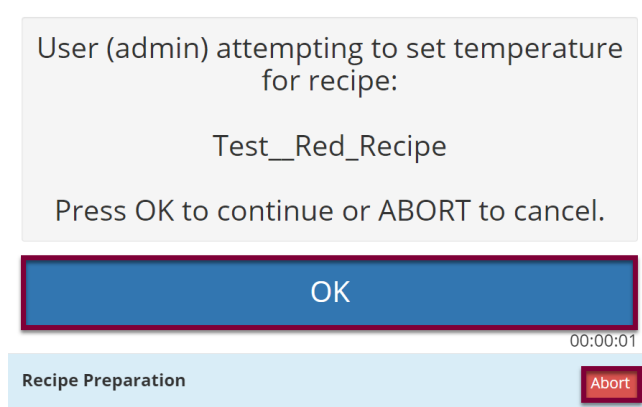 User (admin) attempting to set temperature
for recipe:
Test__Red_Recipe
Press OK to continue or ABORT to cancel.
OK
00:00:01
Recipe Preparation
Abort